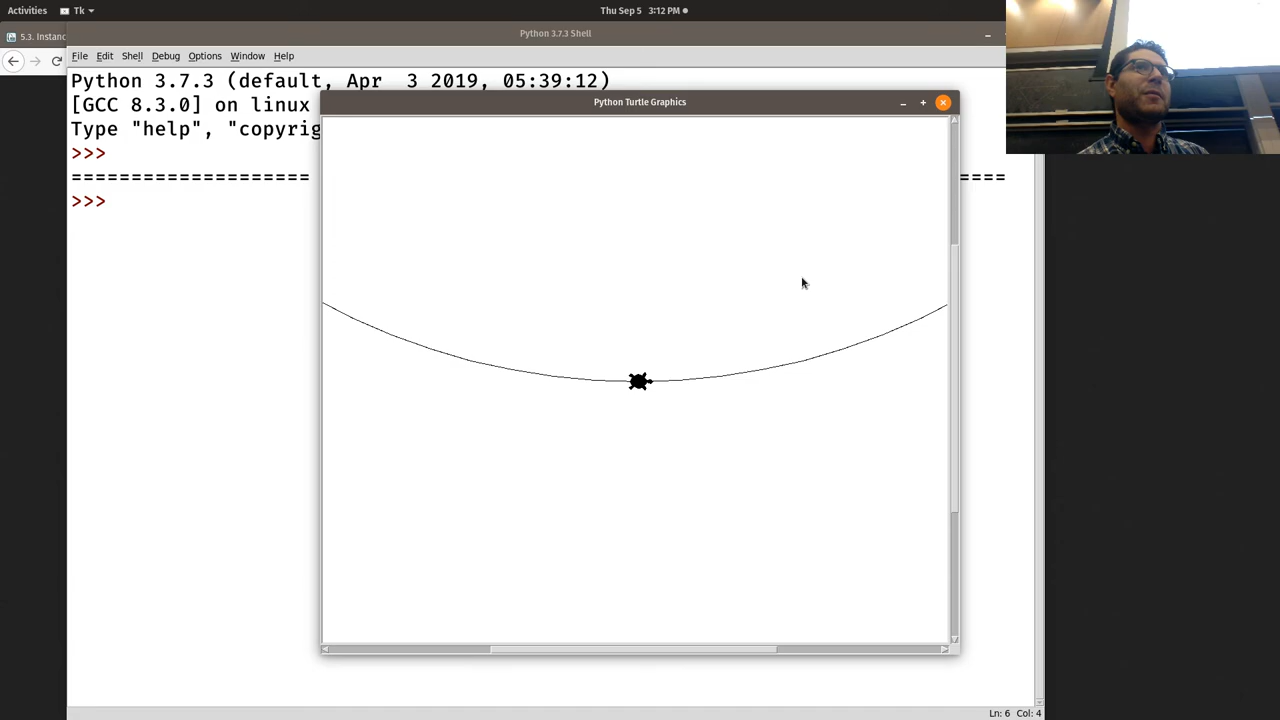 Activities Tk Thu Sep 5 3:12 PM
5.3. Instanc
Python 3.7.3 Shell
File Edit Shell Debug Options Window Help
Python 3.7.3 (default, Apr 3 2019, 05:39:12)
[GCC 8.3.0] on linux
Type "help", "copyrig
>>>
=================== ====
>>>
Python Turtle Graphics
Ln: 6 Col: 4